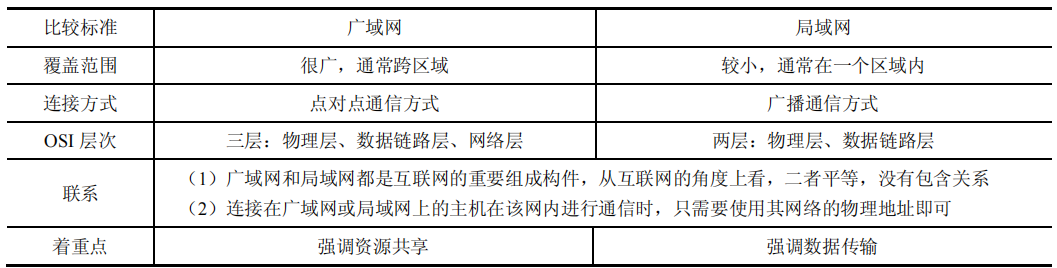 比较标准 广域网 局域网
覆盖范围 很广，通常跨区域 较小，通常在一个区域内
连接方式 点对点通信方式 广播通信方式
OSI 层次 三层：物理层、数据链路层、网络层 两层：物理层、数据链路层
联系 （1）广域网和局域网都是互联网的重要组成构件，从互联网的角度上看，二者平等，没有包含关系
（2）连接在广域网或局域网上的主机在该网内进行通信时，只需要使用其网络的物理地址即可
着重点 强调资源共享 强调数据传输